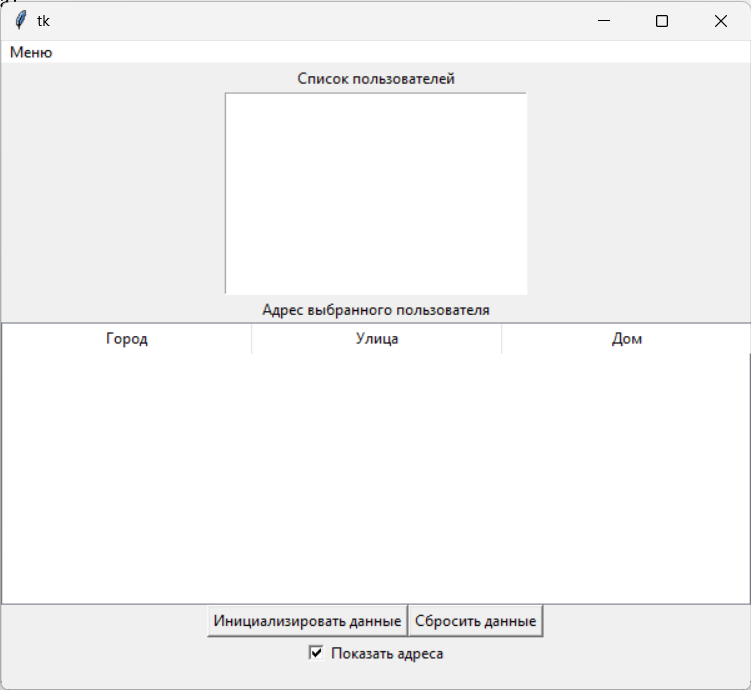 tk
Меню
Список пользователей
Адрес выбранного пользователя
Город Улица Дом
Инициализировать данные Сбросить данные
Показать адреса